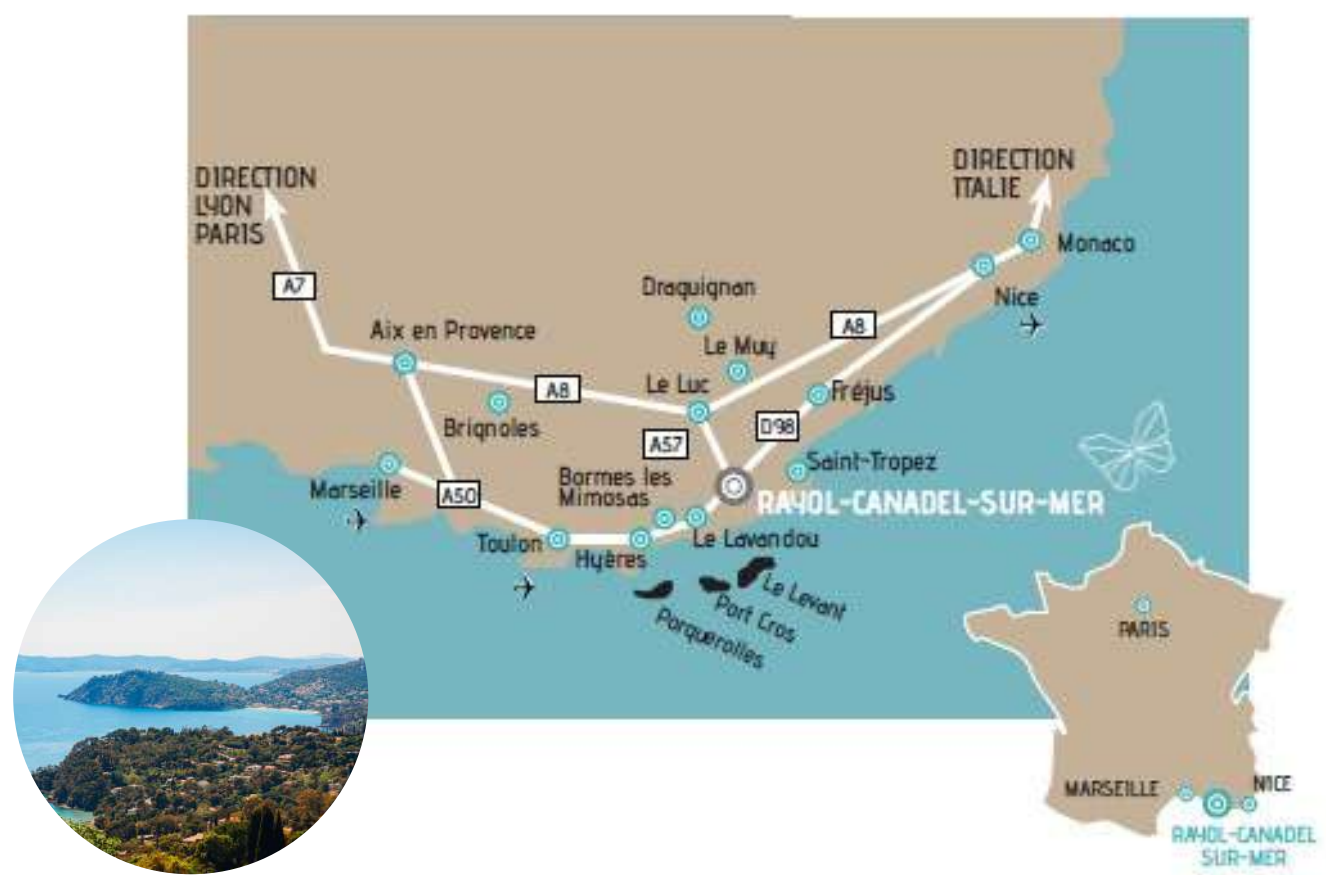 DIRECTION
LYON
PARIS
DIRECTION
ITALIE
Monaco
A7
Draguignan
Nice
Aix en Provence
A8
Le Muy
Le Luc
A8
Fréjus
Brignoles
A57
D98
Saint-Tropez
Bormes les
Mimosas
Marseille
A50
RAYOL-CANADEL-SUR-MER
Toulon
Hyères
Le Lavandou
Le Levant
Port Cros
Porquerolles
PARIS
MARSEILLE
NICE
RAYOL-CANADEL
SUR-MER